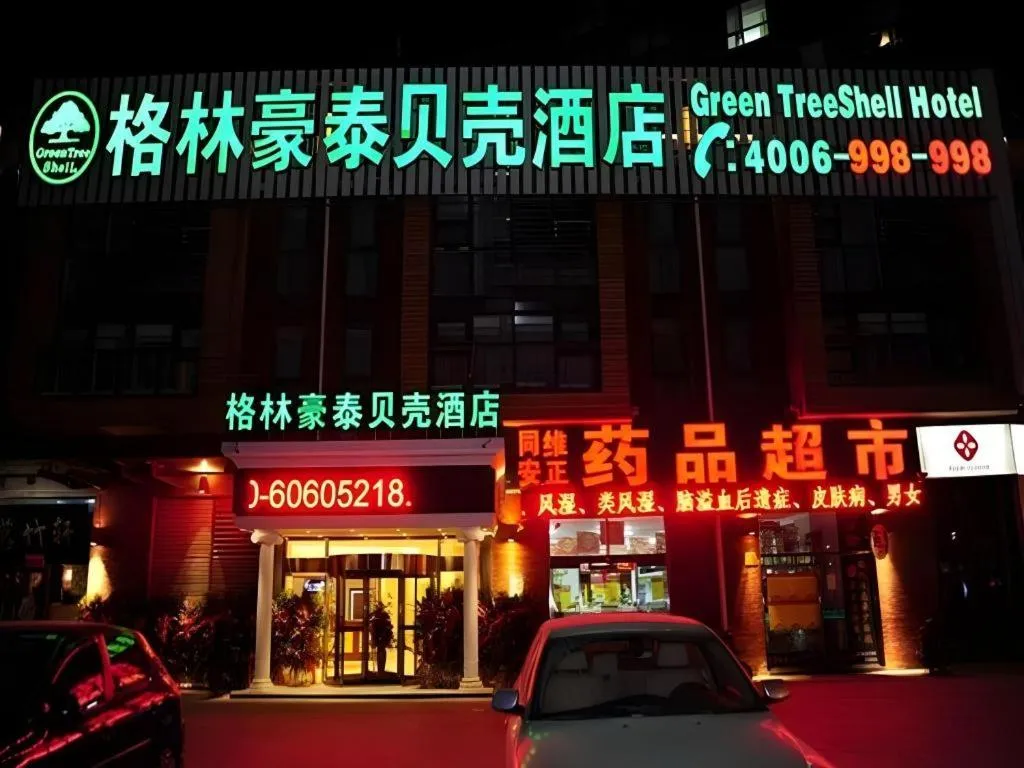 GreenTree
Shell
格林豪泰贝壳酒店
Green TreeShell Hotel
:4006-998-998
格林豪泰贝壳酒店
-60605218.
同维
安正
药品超市
、风湿、类风湿、脑溢血后遗症、皮肤病、男女